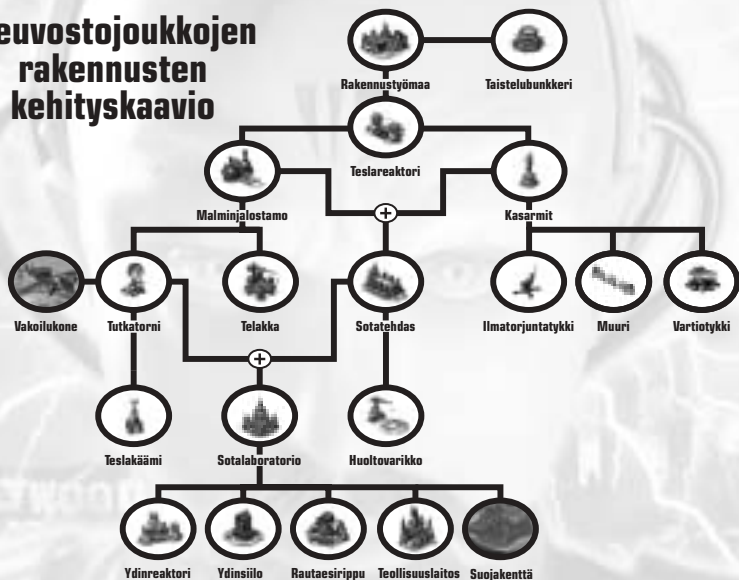 euvostojoukkojen
rakennusten
kehityskaavio
Rakennustyömaa
Taistelubunkkeri
Teslareaktori
Malminjalostamo
Kasarmit
Vakoilukone
Tutkatorni
Telakka
Sotatehdas
Ilmatorjuntatykki
Muuri
Vartiotykki
Teslakäämi
Sotalaboratorio
Huoltovarikko
Ydinreaktori
Ydinsiilo
Rautaesirippu
Teollisuuslaitos
Suojakenttä